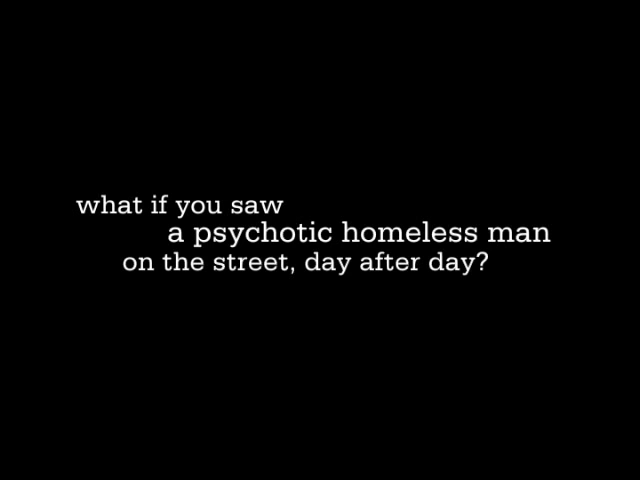 what if you saw
a psychotic homeless man
on the street, day after day?